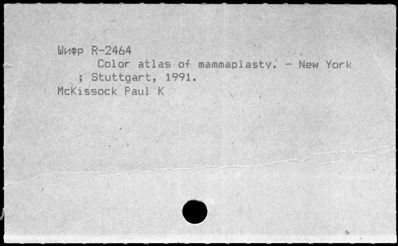 Шифр R-2464
Color atlas of mammaplasty. - New York
; Stuttgart, 1991.
McKissock Paul K